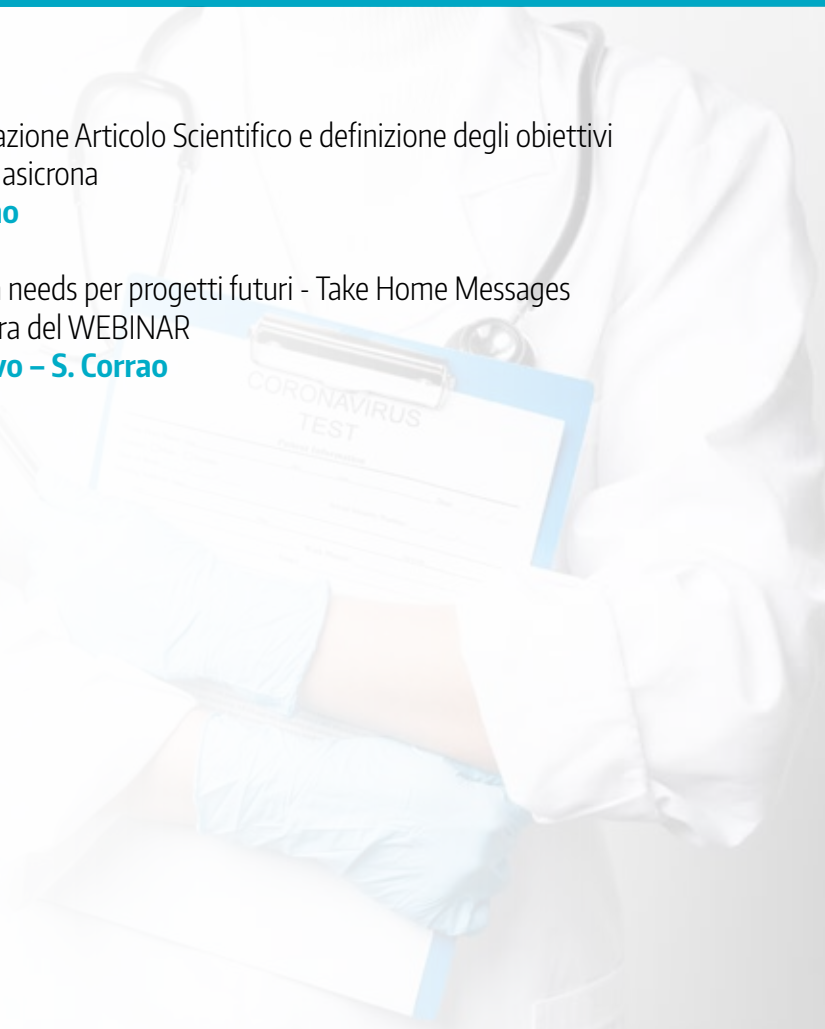 azione Articolo Scientifico e definizione degli obiettivi
asicrona
o
needs per progetti futuri - Take Home Messages
ra del WEBINAR
vo – S. Corrao
CORONAVIRUS
TEST